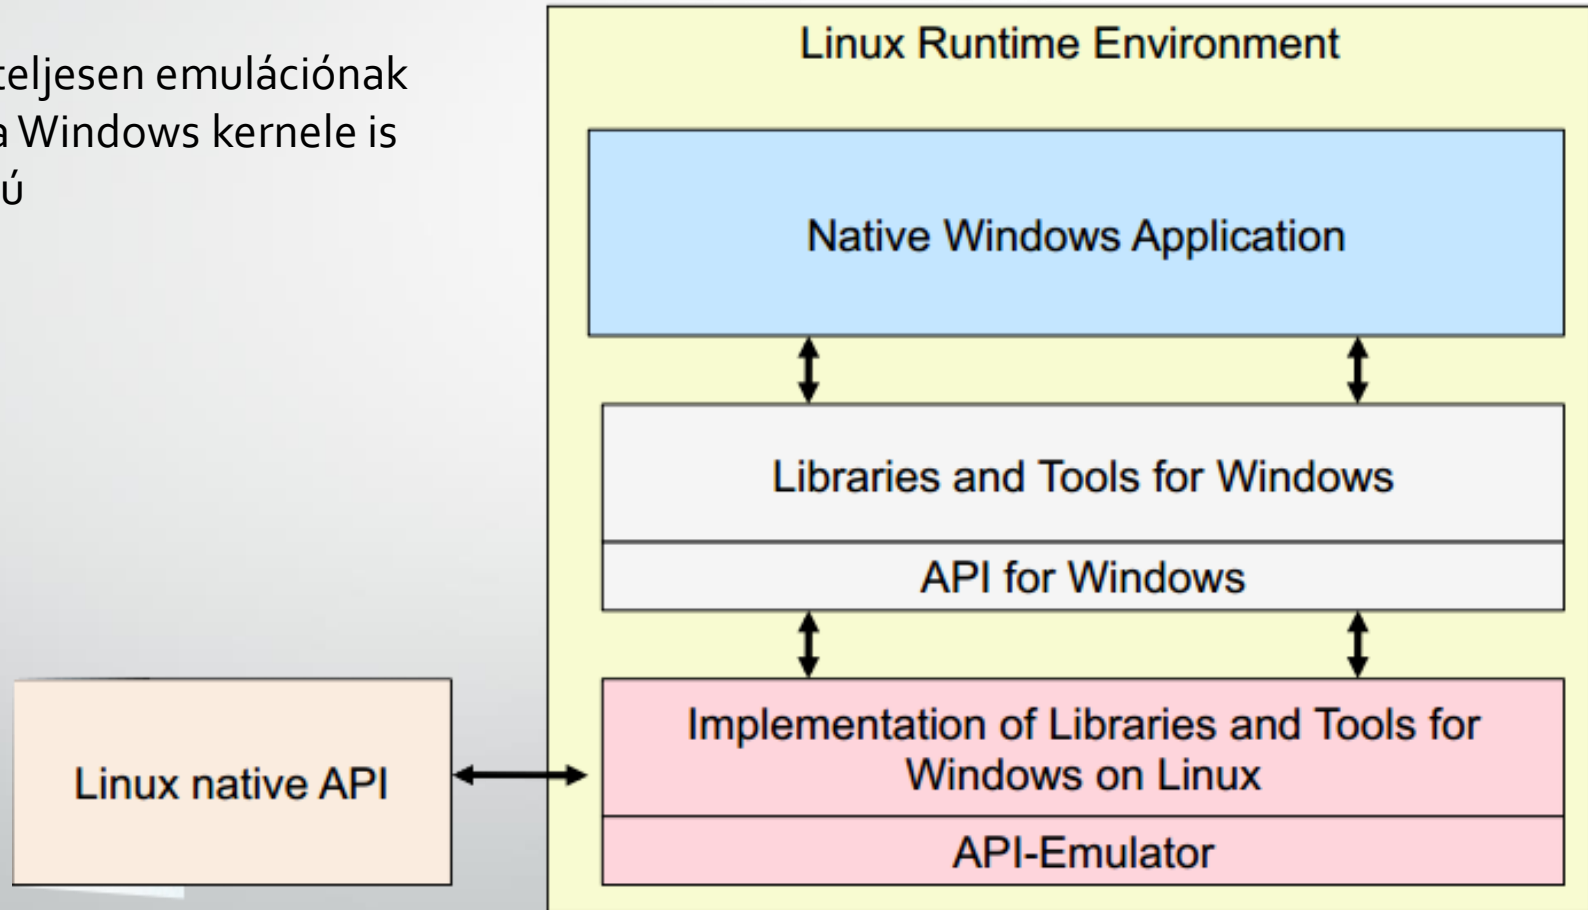 teljesen emulációnak
a Windows kernele is
ú
Linux Runtime Environment
Native Windows Application
Libraries and Tools for Windows
API for Windows
Implementation of Libraries and Tools for
Windows on Linux
API-Emulator
Linux native API